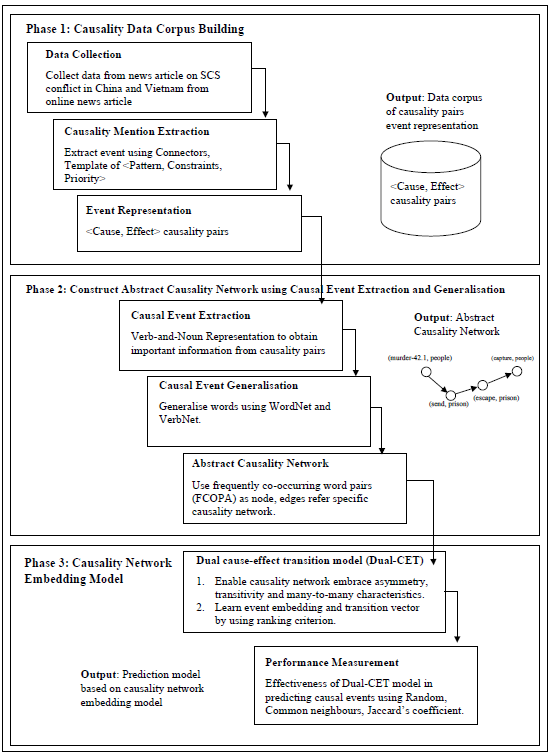 Phase 1: Causality Data Corpus Building
Data Collection
Collect data from news article on SCS
conflict in China and Vietnam from
online news article
Causality Mention Extraction
Extract event using Connectors,
Template of <Pattern, Constraints,
Priority>
Event Representation
<Cause, Effect> causality pairs
Output: Data corpus
of causality pairs
event representation
<Cause, Effect>
causality pairs
Phase 2: Construct Abstract Causality Network using Causal Event Extraction and Generalisation
Causal Event Extraction
Verb-and-Noun Representation to obtain
important information from causality pairs
Causal Event Generalisation
Generalise words using WordNet and
VerbNet.
Abstract Causality Network
Use frequently co-occurring word pairs
(FCOPA) as node, edges refer specific
causality network.
Output: Abstract
Causality Network
(murder-42.1, people)
(capture, people)
(send, prison)
(escape, prison)
Phase 3: Causality Network
Embedding Model
Dual cause-effect transition model (Dual-CET)
1. Enable causality network embrace asymmetry,
transitivity and many-to-many characteristics.
2. Learn event embedding and transition vector
by using ranking criterion.
Performance Measurement
Effectiveness of Dual-CET model in
predicting causal events using Random,
Common neighbours, Jaccard's coefficient.
Output: Prediction model
based on causality network
embedding model